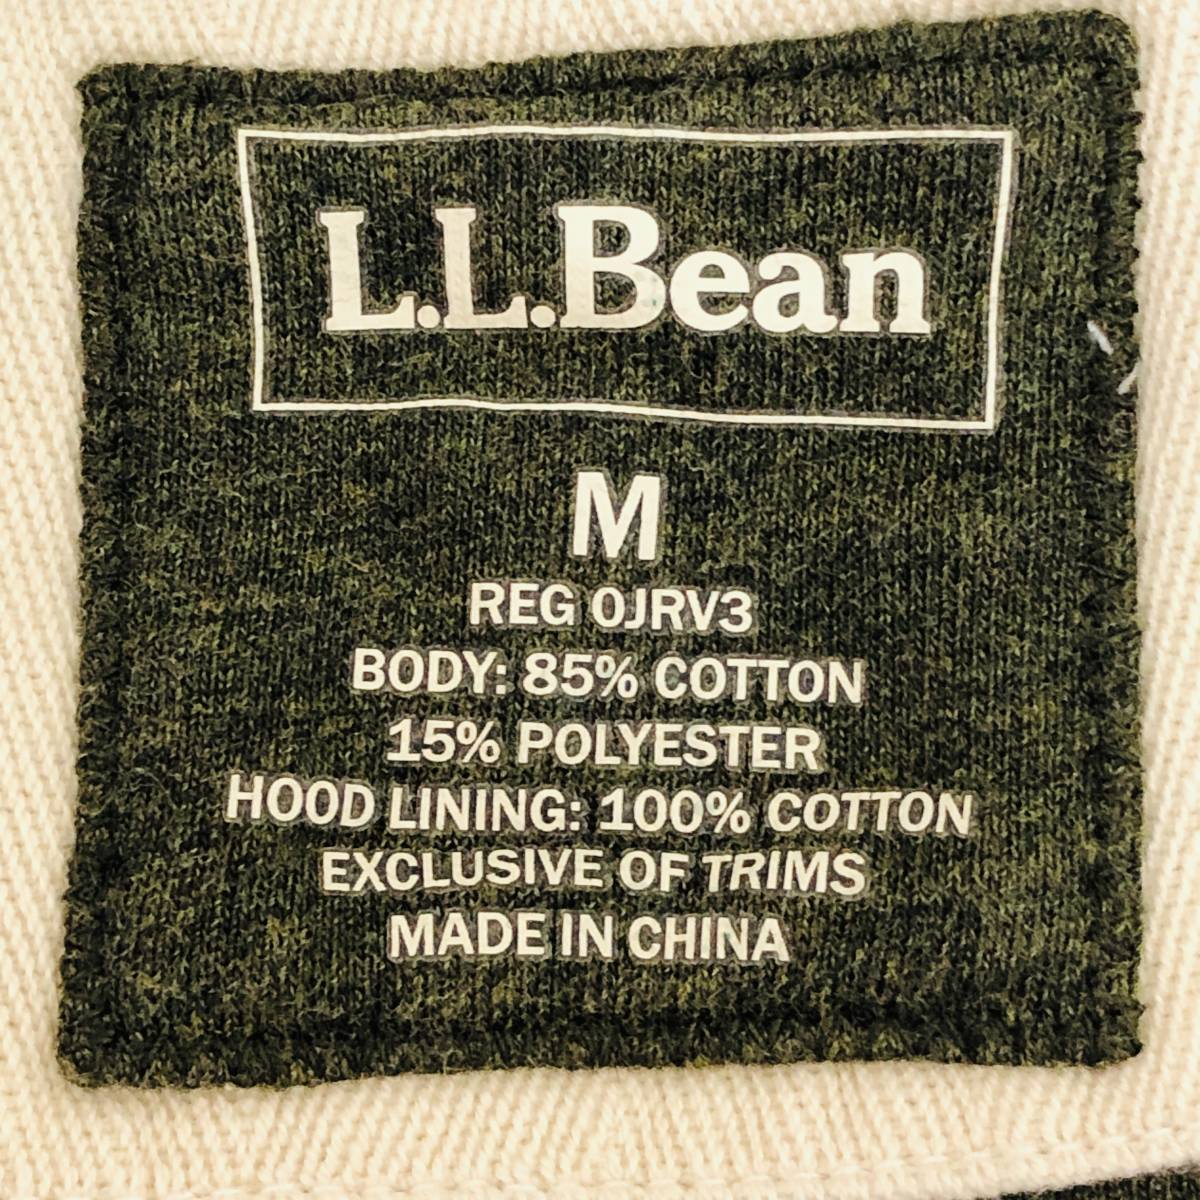 L.L.Bean
M
REG 0JRV3
BODY: 85% COTTON
15% POLYESTER
HOOD LINING: 100% COTTON
EXCLUSIVE OF TRIMS
MADE IN CHINA